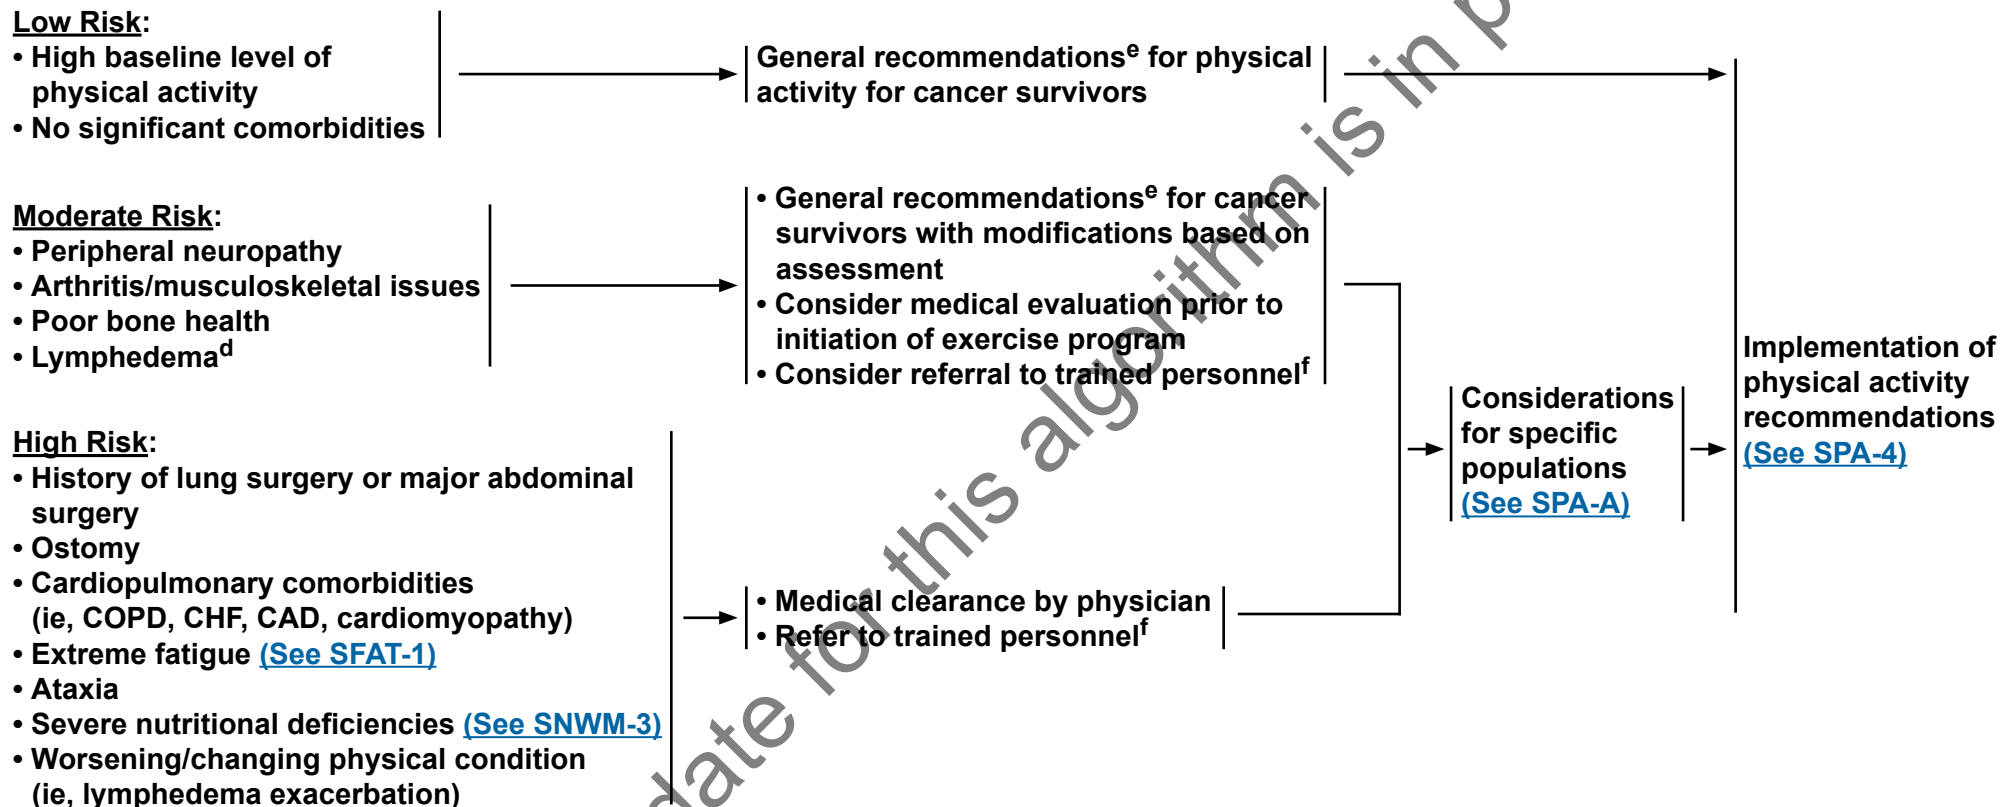 Low Risk:
• High baseline level of
physical activity
• No significant comorbidities
General recommendationsᵉ for physical
activity for cancer survivors
Moderate Risk:
• Peripheral neuropathy
• Arthritis/musculoskeletal issues
• Poor bone health
• Lymphedemaᵈ
• General recommendationsᵉ for cancer
survivors with modifications based on
assessment
• Consider medical evaluation prior to
initiation of exercise program
• Consider referral to trained personnelᶠ
High Risk:
• History of lung surgery or major abdominal
surgery
• Ostomy
• Cardiopulmonary comorbidities
(ie, COPD, CHF, CAD, cardiomyopathy)
• Extreme fatigue (See SFAT-1)
• Ataxia
• Severe nutritional deficiencies (See SNWM-3)
• Worsening/changing physical condition
(ie, lymphedema exacerbation)
• Medical clearance by physician
• Refer to trained personnelᶠ
Considerations
for specific
populations
(See SPA-A)
Implementation of
physical activity
recommendations
(See SPA-4)
date for this algorithm is in p